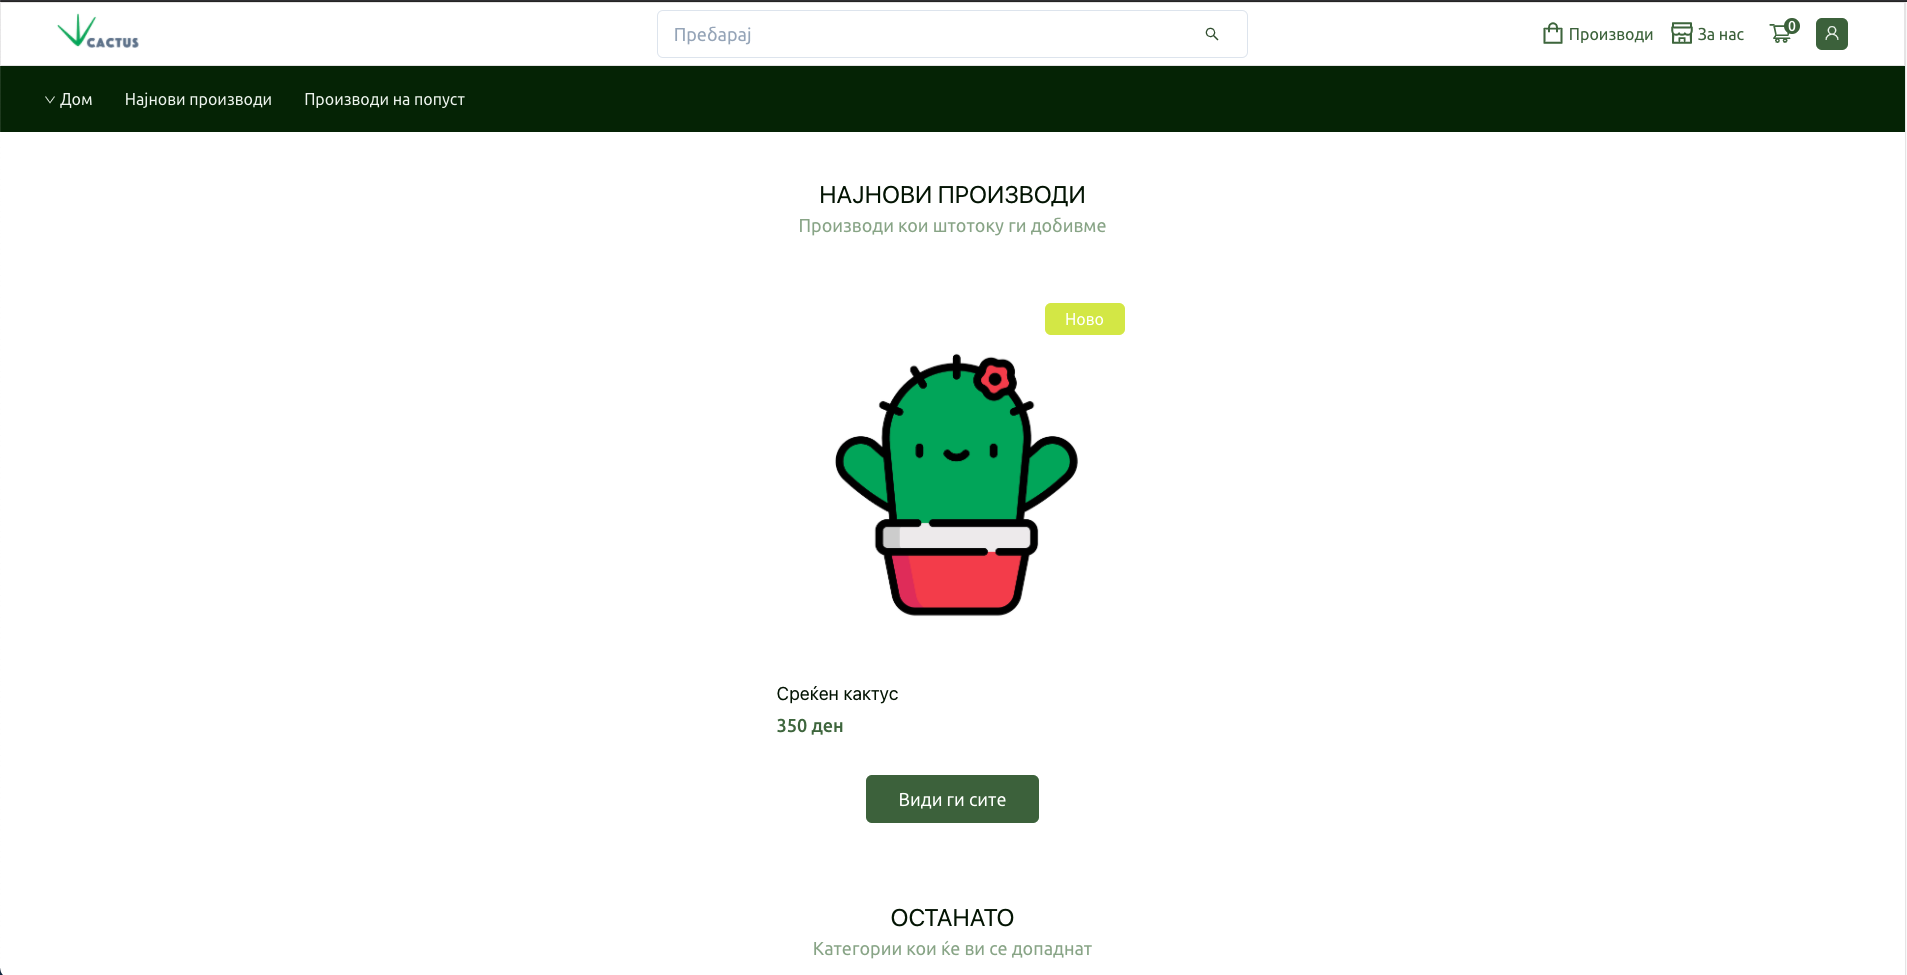 CACTUS
Пребарај
Производи
За нас
0
Дом
Најнови производи
Производи на попуст
НАЈНОВИ ПРОИЗВОДИ
Производи кои штотоку ги добивме
Ново
Среќен кактус
350 ден
Види ги сите
ОСТАНАТО
Категории кои ќе ви се допаднат